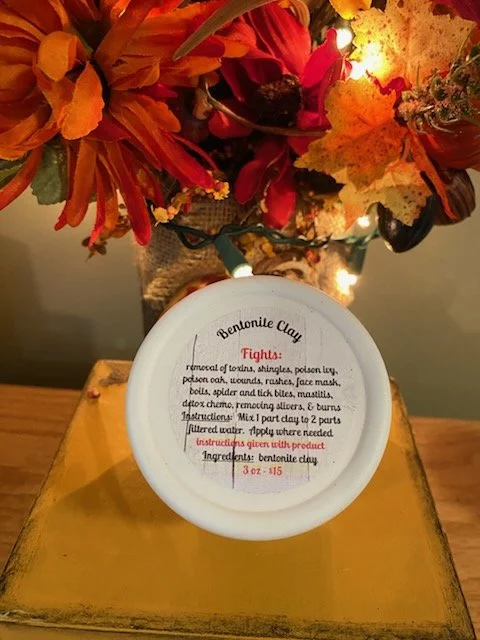 Bentonite Clay
Fights:
removal of toxins, shingles, poison ivy,
poison oak, wounds, rashes, face mask,
boils, spider and tick bites, mastitis,
detox chemo, removing slivers, & burns
Instructions: Mix 1 part clay to 2 parts
filtered water. Apply where needed
instructions given with product
Ingredients: bentonite clay
3 oz - $15